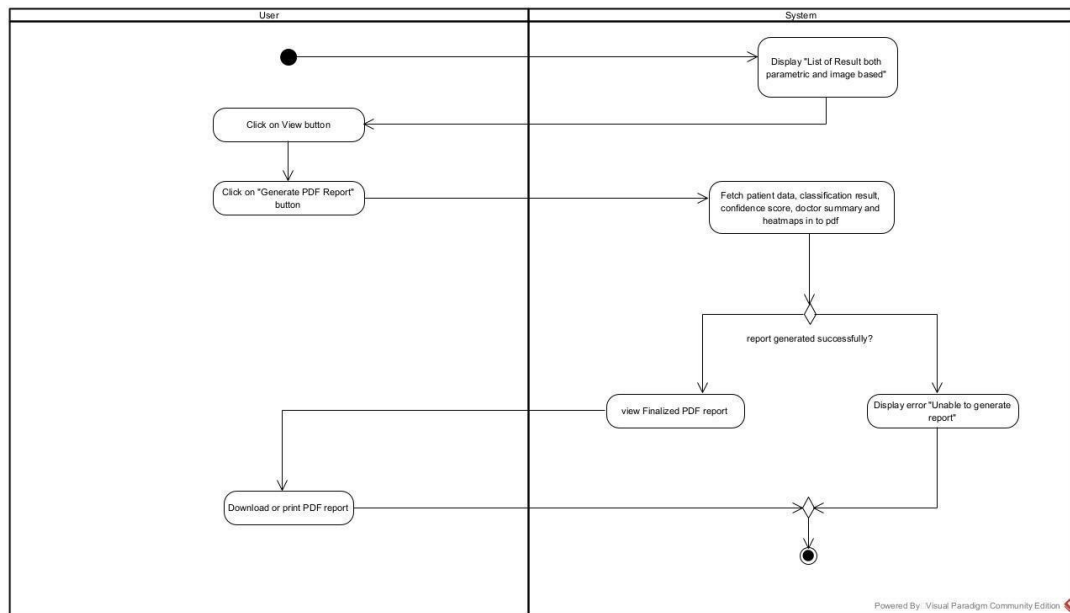 User
System
Display "List of Result both
parametric and image based"
Click on View button
Click on "Generate PDF Report"
button
Fetch patient data, classification result,
confidence score, doctor summary and
heatmaps in to pdf
report generated successfully?
view Finalized PDF report
Display error "Unable to generate
report"
Download or print PDF report
Powered By  Visual Paradigm Community Edition